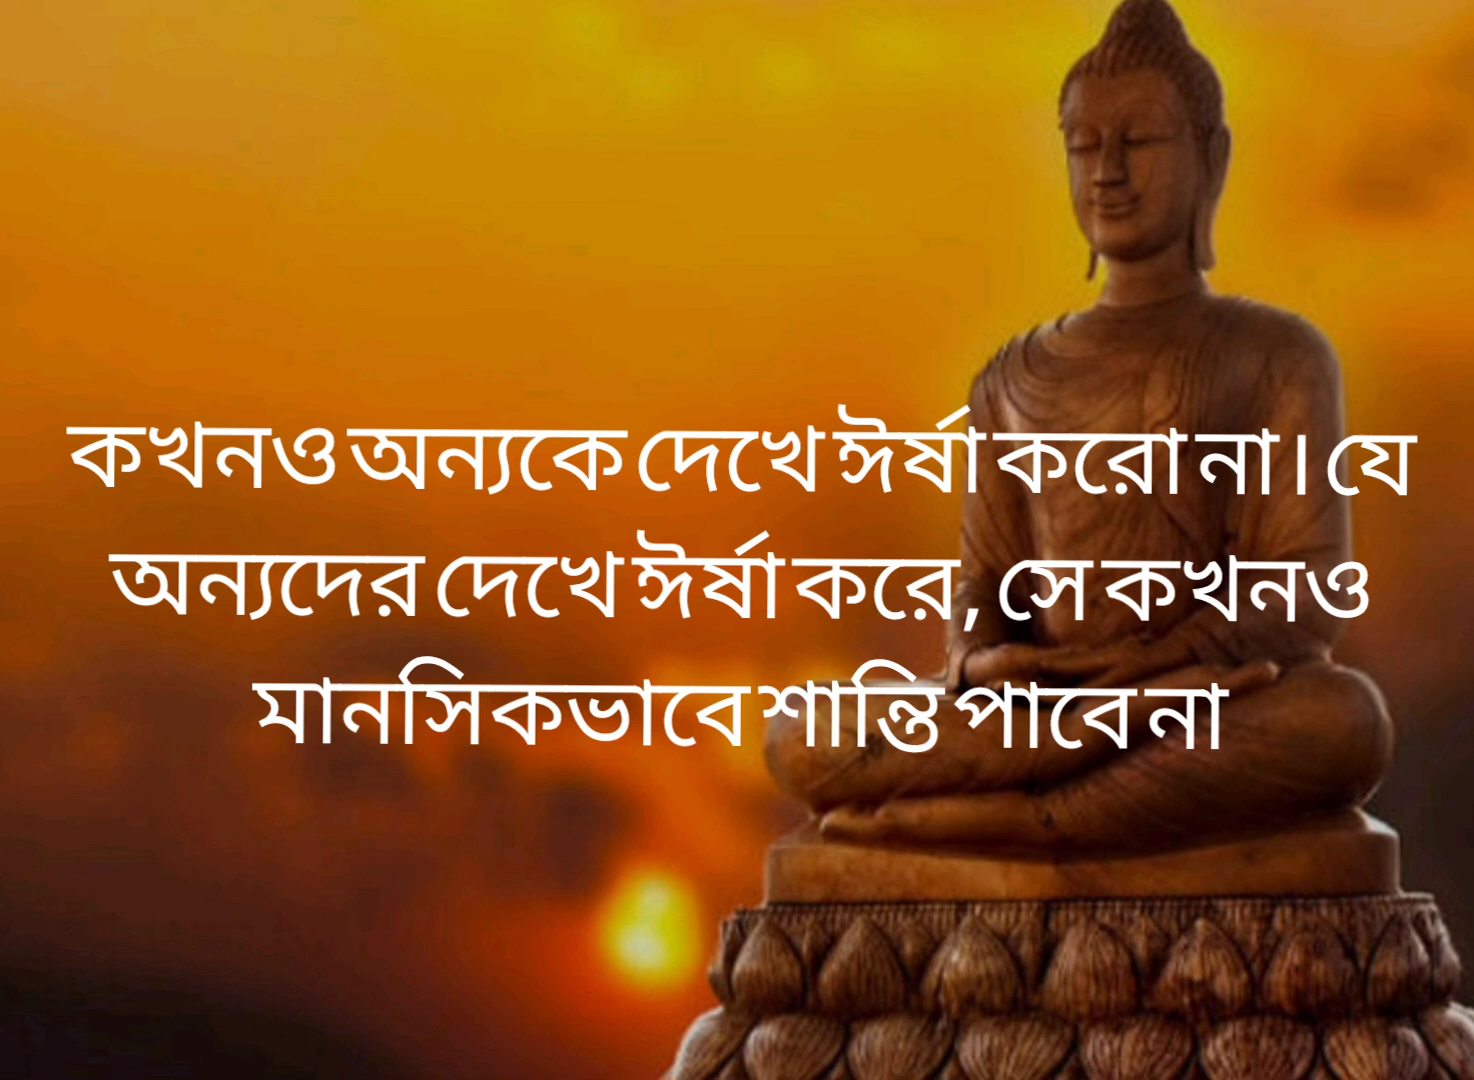 কখনও অন্যকে দেখে ঈর্ষা করো না। যে
অন্যদের দেখে ঈর্ষা করে, সে কখনও
মানসিকভাবে শান্তি পাবে না